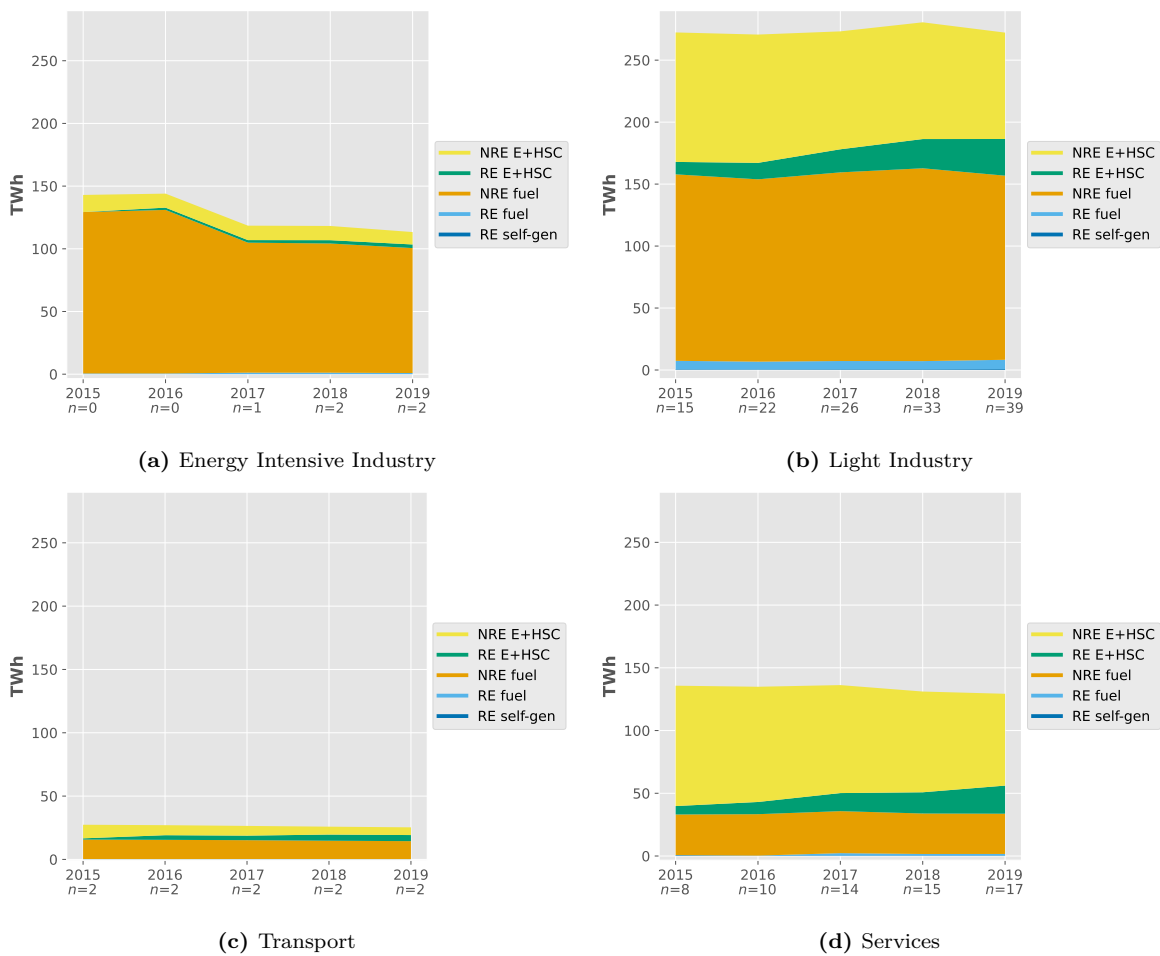 TWh
250
200
150
100
50
0
2015 2016 2017 2018 2019
n=0 n=0 n=1 n=2 n=2
NRE E+HSC
RE E+HSC
NRE fuel
RE fuel
RE self-gen
(a) Energy Intensive Industry
TWh
250
200
150
100
50
0
2015 2016 2017 2018 2019
n=15 n=22 n=26 n=33 n=39
NRE E+HSC
RE E+HSC
NRE fuel
RE fuel
RE self-gen
(b) Light Industry
TWh
250
200
150
100
50
0
2015 2016 2017 2018 2019
n=2 n=2 n=2 n=2 n=2
NRE E+HSC
RE E+HSC
NRE fuel
RE fuel
RE self-gen
(c) Transport
TWh
250
200
150
100
50
0
2015 2016 2017 2018 2019
n=8 n=10 n=14 n=15 n=17
NRE E+HSC
RE E+HSC
NRE fuel
RE fuel
RE self-gen
(d) Services